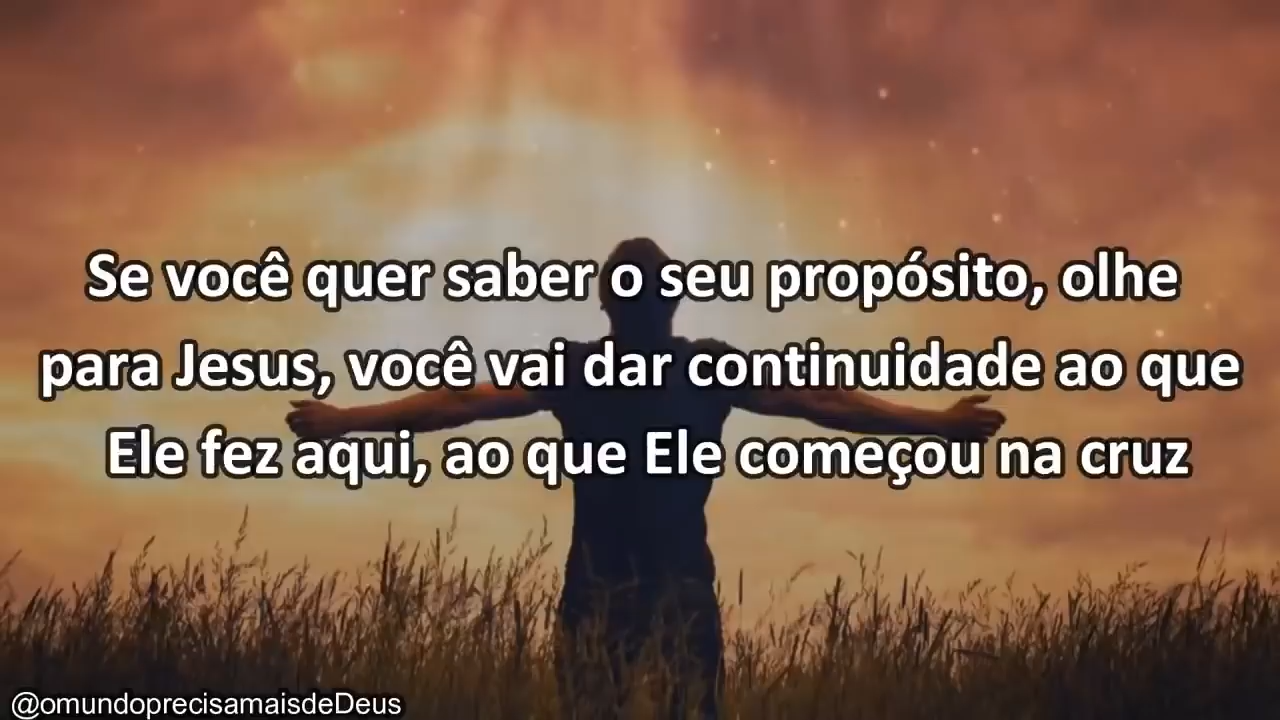 Se você quer saber o seu propósito, olhe
para Jesus, você vai dar continuidade ao que
Ele fez aqui, ao que Ele começou na cruz
@omundoprecisamaisdeDeus